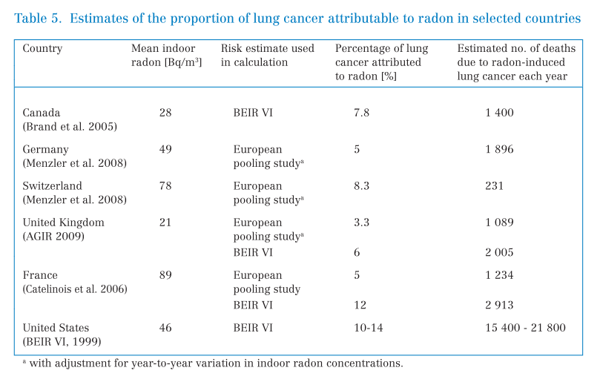 Table 5. Estimates of the proportion of lung cancer attributable to radon in selected countries
Country Mean indoor Risk estimate used Percentage of lung Estimated no. of deaths
radon [Bq/m³] in calculation cancer attributed due to radon-induced
to radon [%] lung cancer each year
Canada 28 BEIR VI 7.8 1 400
(Brand et al. 2005)
Germany 49 European 5 1 896
(Menzler et al. 2008) pooling studyᵃ
Switzerland 78 European 8.3 231
(Menzler et al. 2008) pooling studyᵃ
United Kingdom 21 European 3.3 1 089
(AGIR 2009) pooling studyᵃ
BEIR VI 6 2 005
France 89 European 5 1 234
(Catelinois et al. 2006) pooling study
BEIR VI 12 2 913
United States 46 BEIR VI 10-14 15 400 - 21 800
(BEIR VI, 1999)
ᵃ with adjustment for year-to-year variation in indoor radon concentrations.